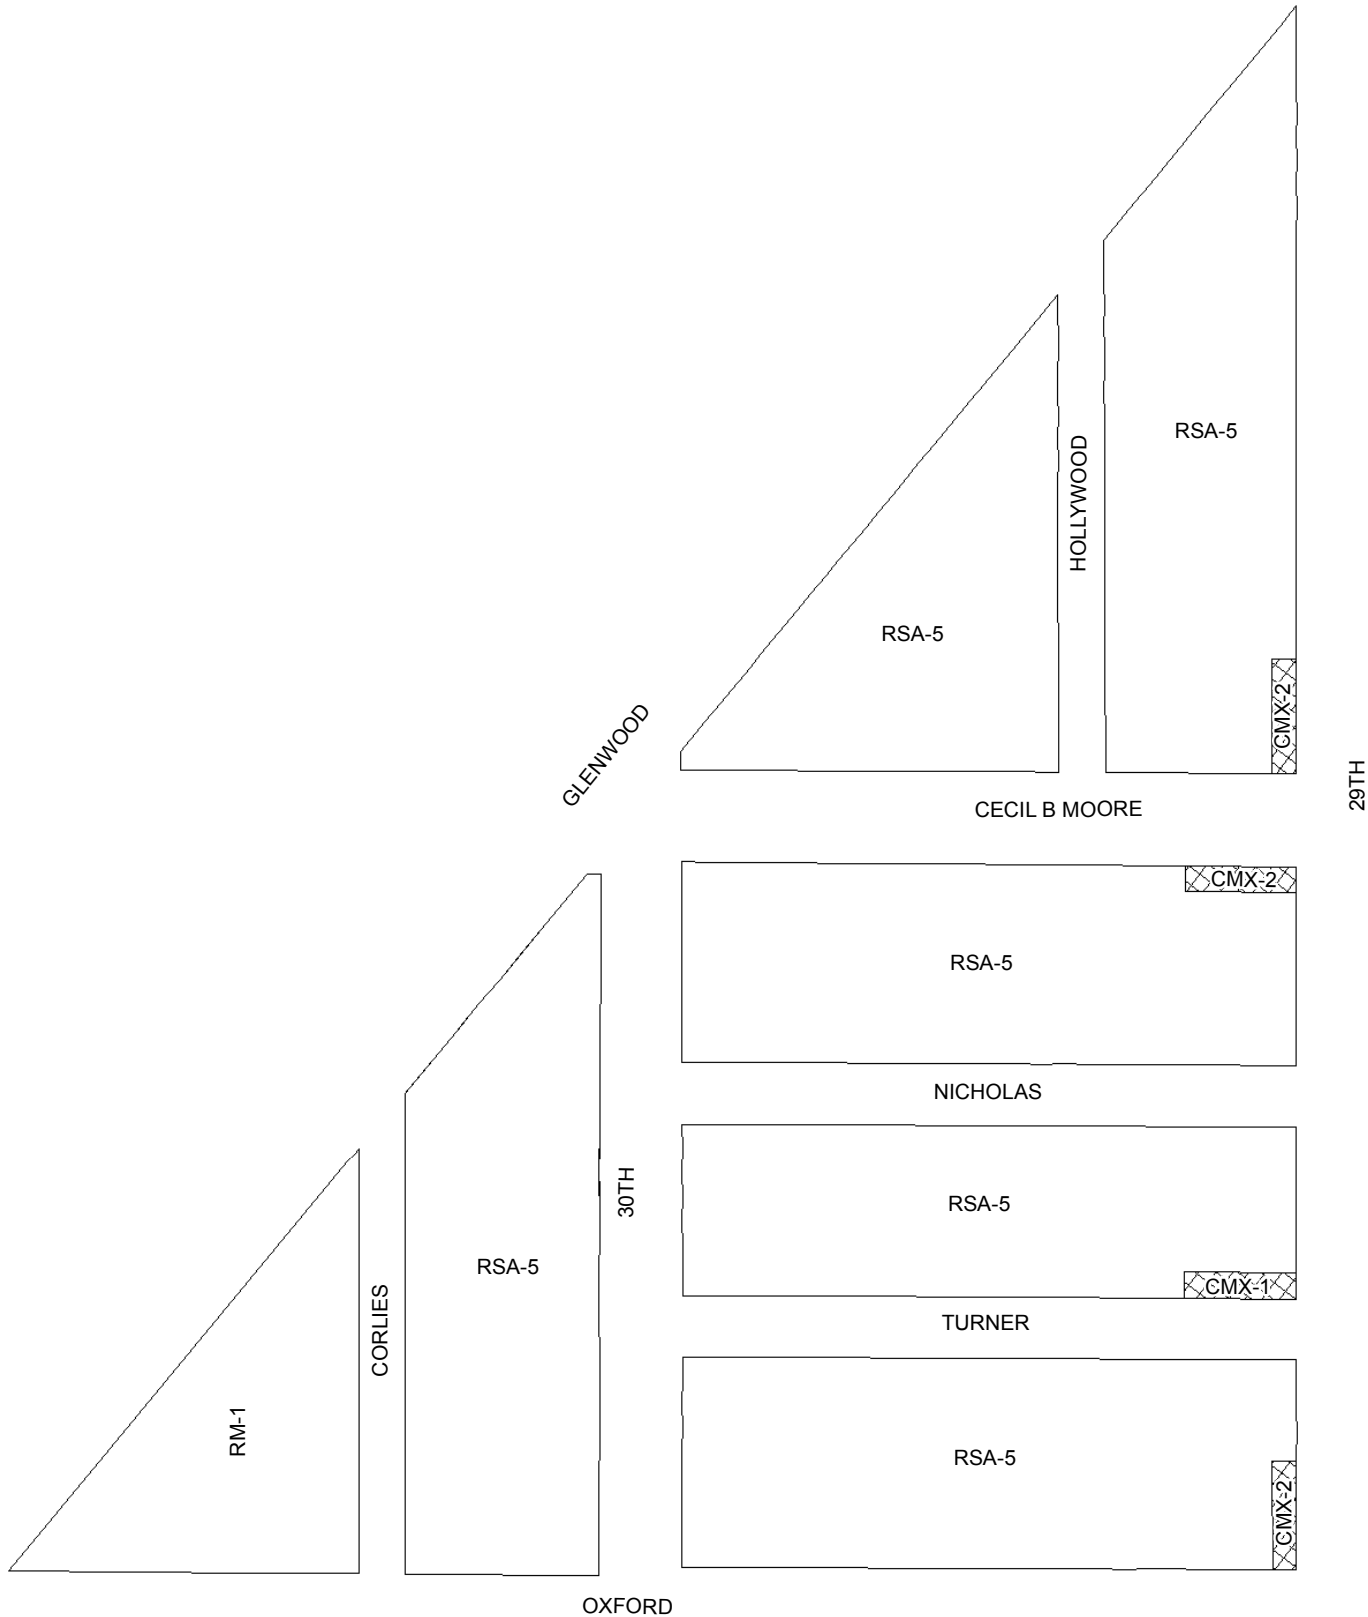 RSA-5
HOLLYWOOD
RSA-5
CMX-2
GLENWOOD
29TH
CECIL B MOORE
CMX-2
RSA-5
NICHOLAS
30TH
RSA-5
RSA-5
CMX-1
CORLIES
TURNER
RM-1
RSA-5
CMX-2
OXFORD